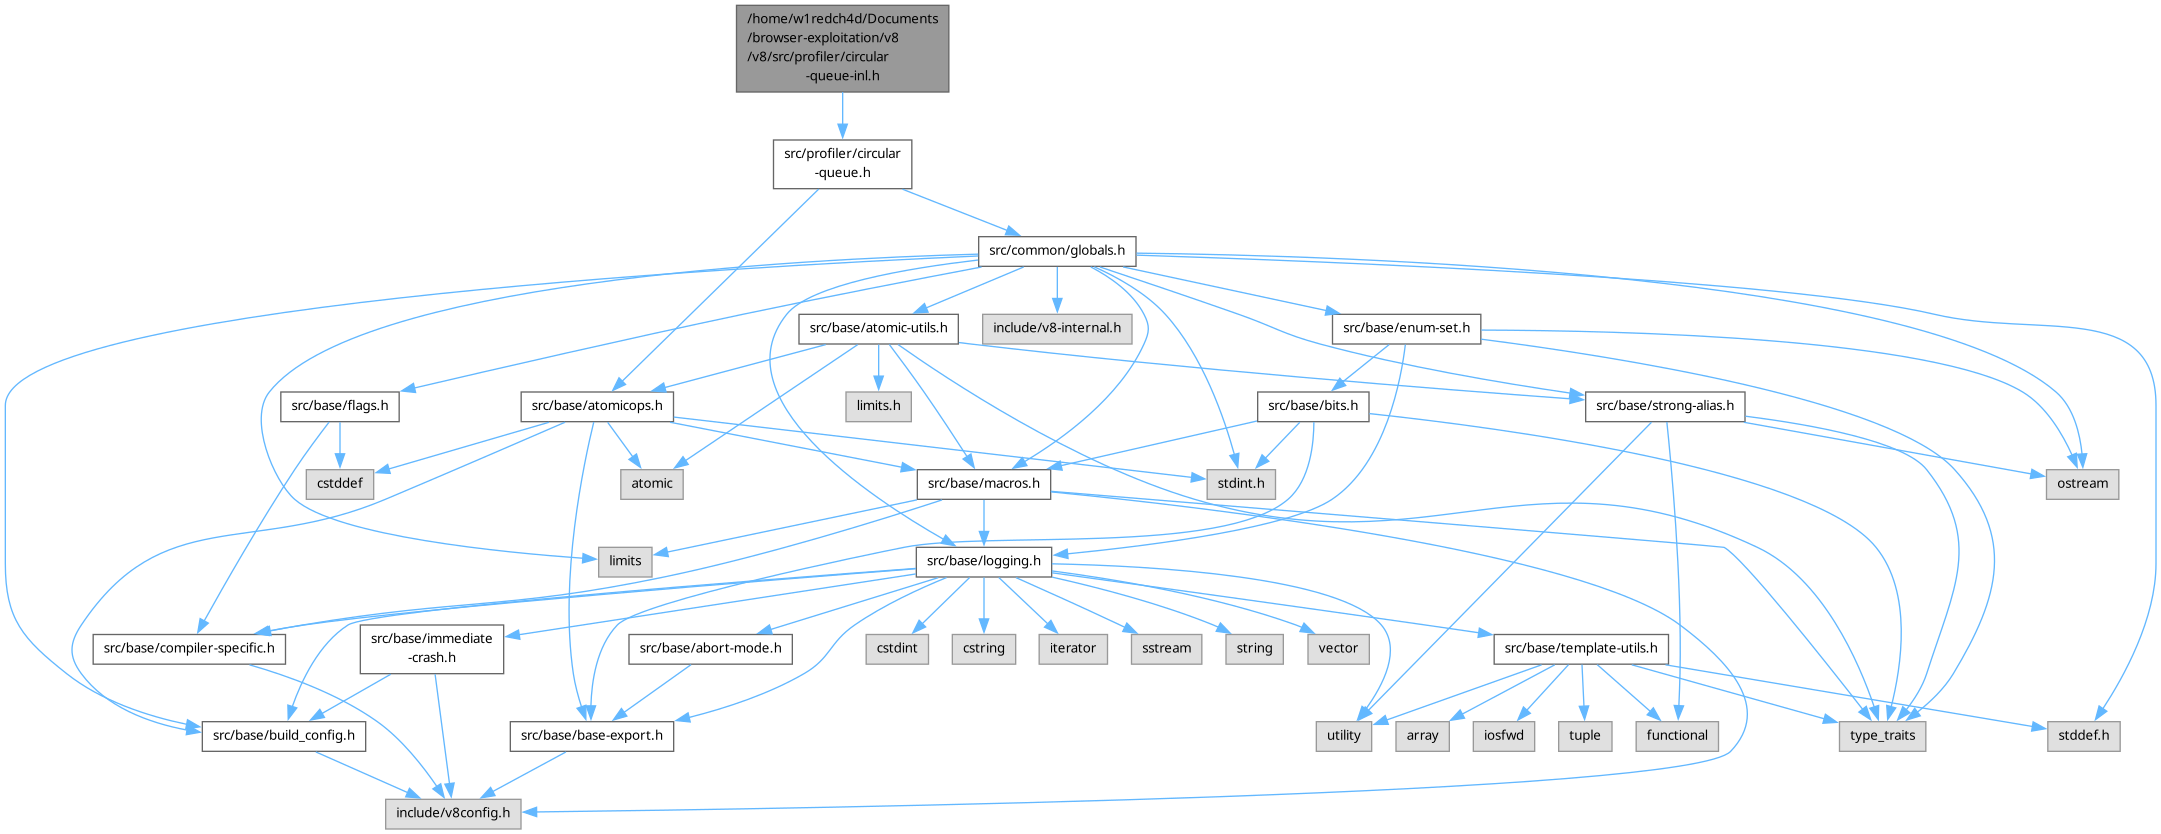 /home/w1redch4d/Documents
/browser-exploitation/v8
/v8/src/profiler/circular
-queue-inl.h
src/profiler/circular
-queue.h
src/common/globals.h
src/base/atomic-utils.h
include/v8-internal.h
src/base/enum-set.h
src/base/flags.h
src/base/atomicops.h
limits.h
src/base/bits.h
src/base/strong-alias.h
cstddef
atomic
src/base/macros.h
stdint.h
ostream
limits
src/base/logging.h
src/base/compiler-specific.h
src/base/immediate
-crash.h
src/base/abort-mode.h
cstdint
cstring
iterator
sstream
string
vector
src/base/template-utils.h
src/base/build_config.h
src/base/base-export.h
utility
array
iosfwd
tuple
functional
type_traits
stddef.h
include/v8config.h